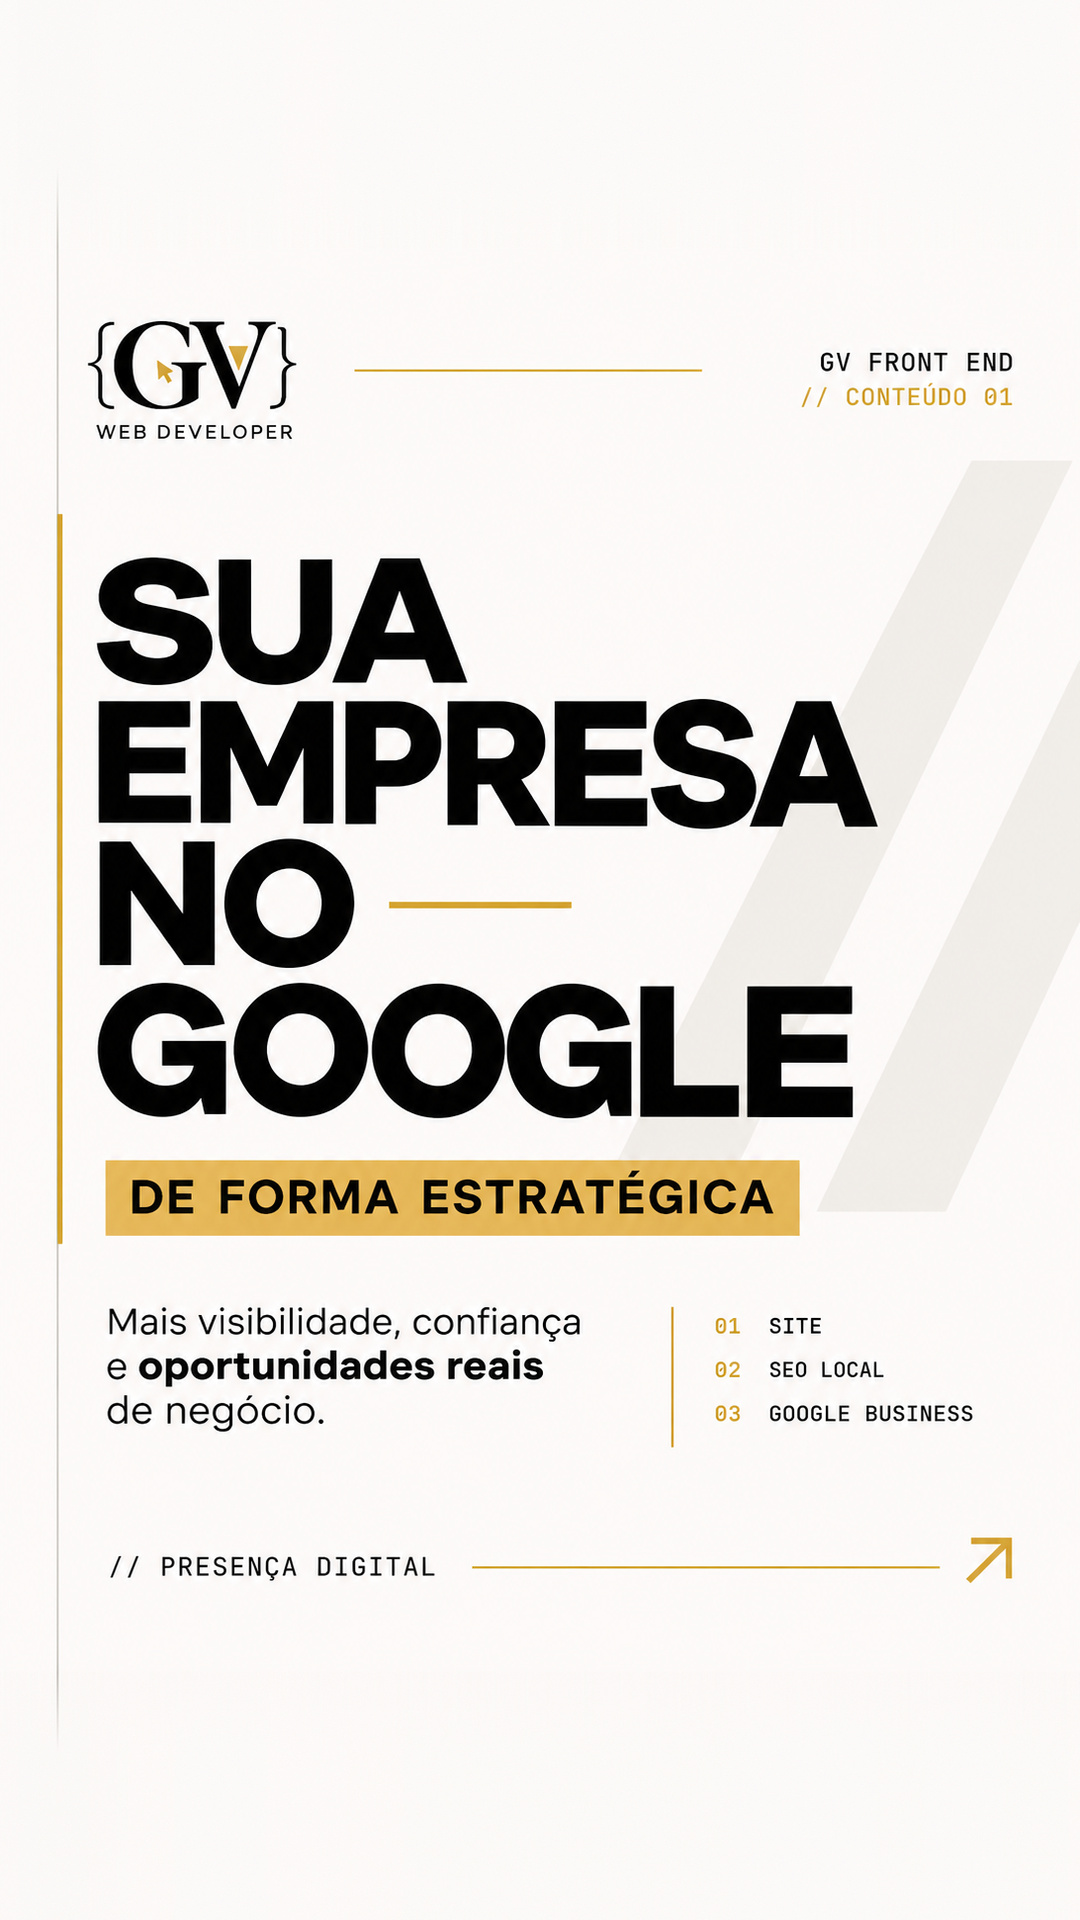 {GV}
WEB DEVELOPER
GV FRONT END
// CONTEÚDO 01
SUA
EMPRESA
NO
GOOGLE
DE FORMA ESTRATÉGICA
Mais visibilidade, confiança
e oportunidades reais
de negócio.
01 SITE
02 SEO LOCAL
03 GOOGLE BUSINESS
// PRESENÇA DIGITAL